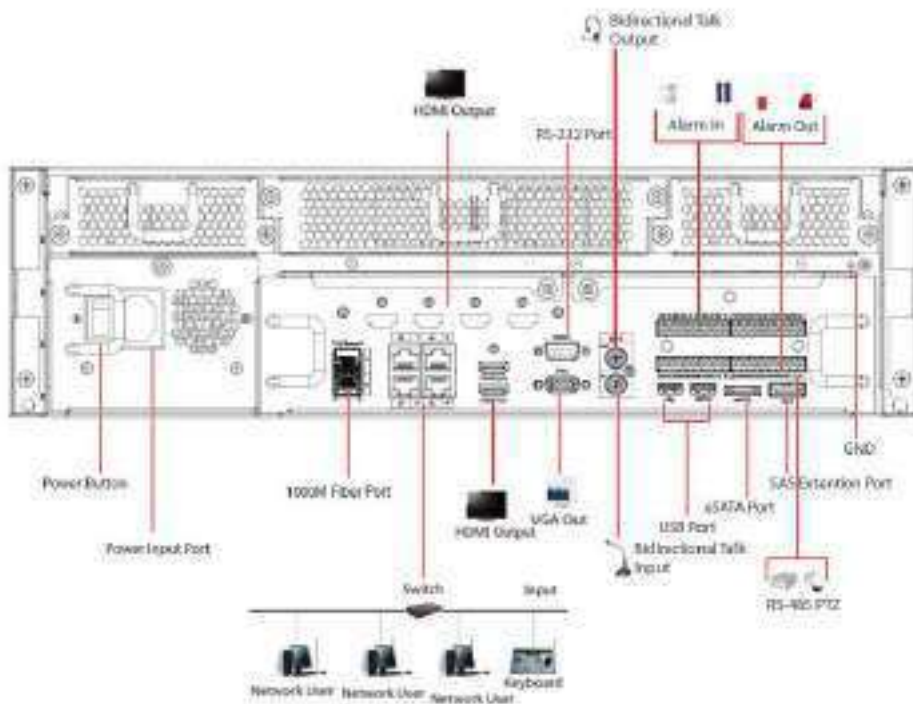 Bidirectional Talk
Output
HDMI Output
RS-232 Port
Alarm In
Alarm Out
GND
Power Button
1000M Fiber Port
SAS Extention Port
eSATA Port
VGA Out
USB Port
HDMI Output
Power Input Port
Bidirectional Talk
Input
RS-485 PTZ
Switch
Input
Network User
Network User
Network User
Keyboard